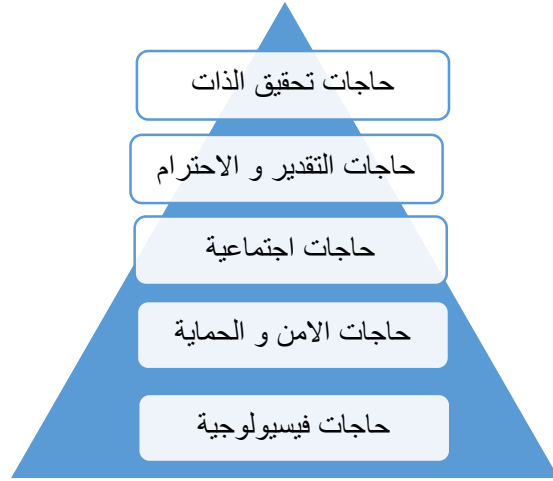 حاجات تحقيق الذات
حاجات التقدير و الاحترام
حاجات اجتماعية
حاجات الامن و الحماية
حاجات فيسيولوجية